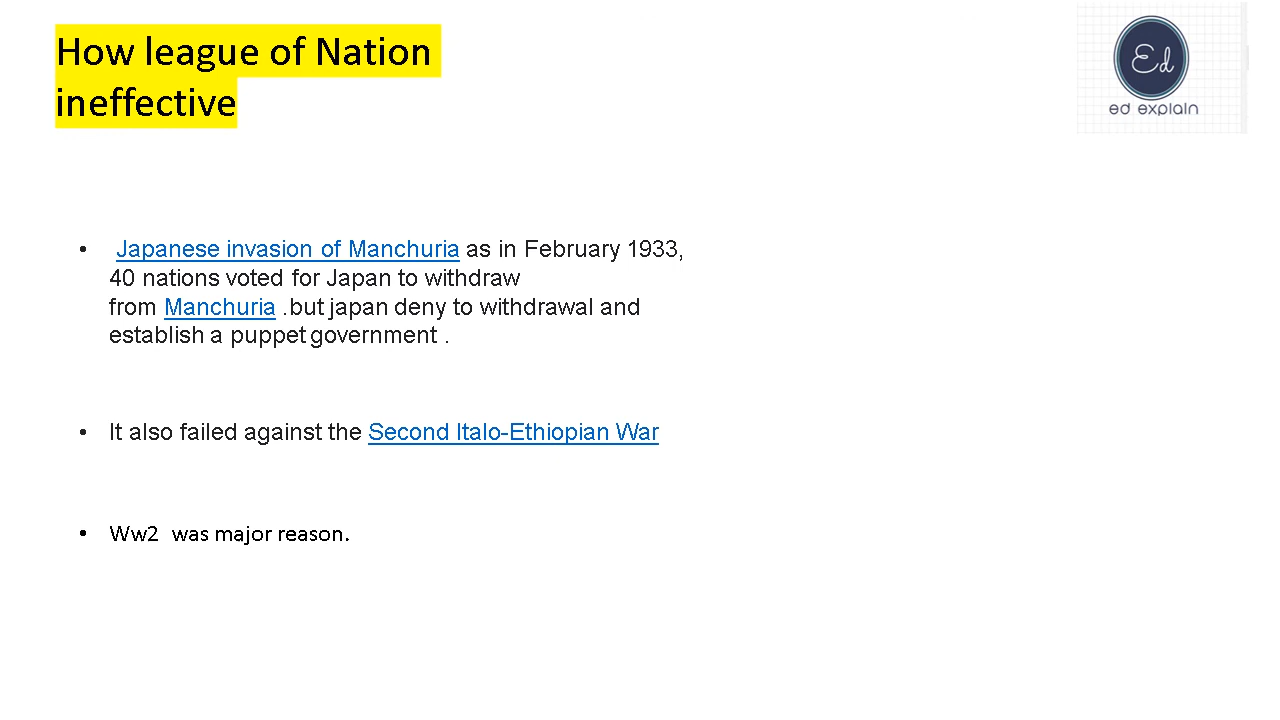 How league of Nation
ineffective
Ed
ed explain
• Japanese invasion of Manchuria as in February 1933,
40 nations voted for Japan to withdraw
from Manchuria .but japan deny to withdrawal and
establish a puppet government .
• It also failed against the Second Italo-Ethiopian War
• Ww2 was major reason.